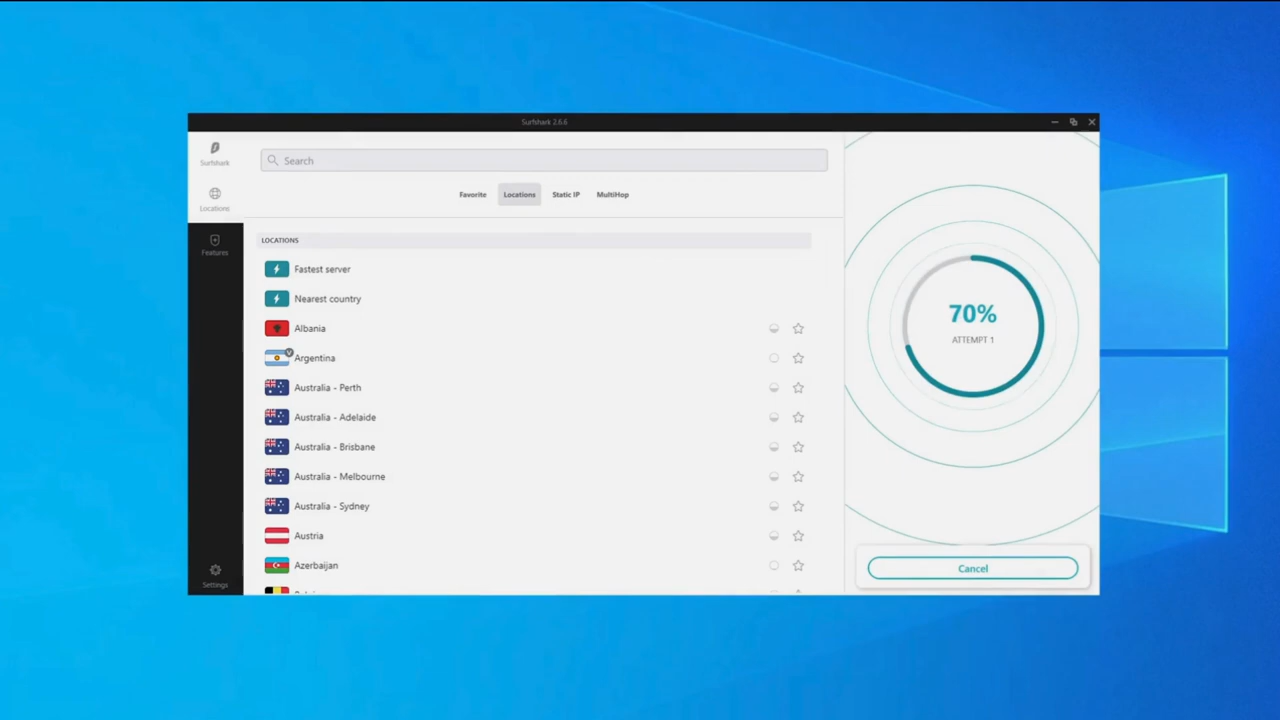 Surfshark 2.6.6
Surfshark
Search
Locations
Favorite Locations Static IP MultiHop
LOCATIONS
Features
Fastest server
Nearest country
Albania
V
Argentina
Australia - Perth
Australia - Adelaide
Australia - Brisbane
Australia - Melbourne
Australia - Sydney
Austria
Azerbaijan
Settings
70%
ATTEMPT 1
Cancel